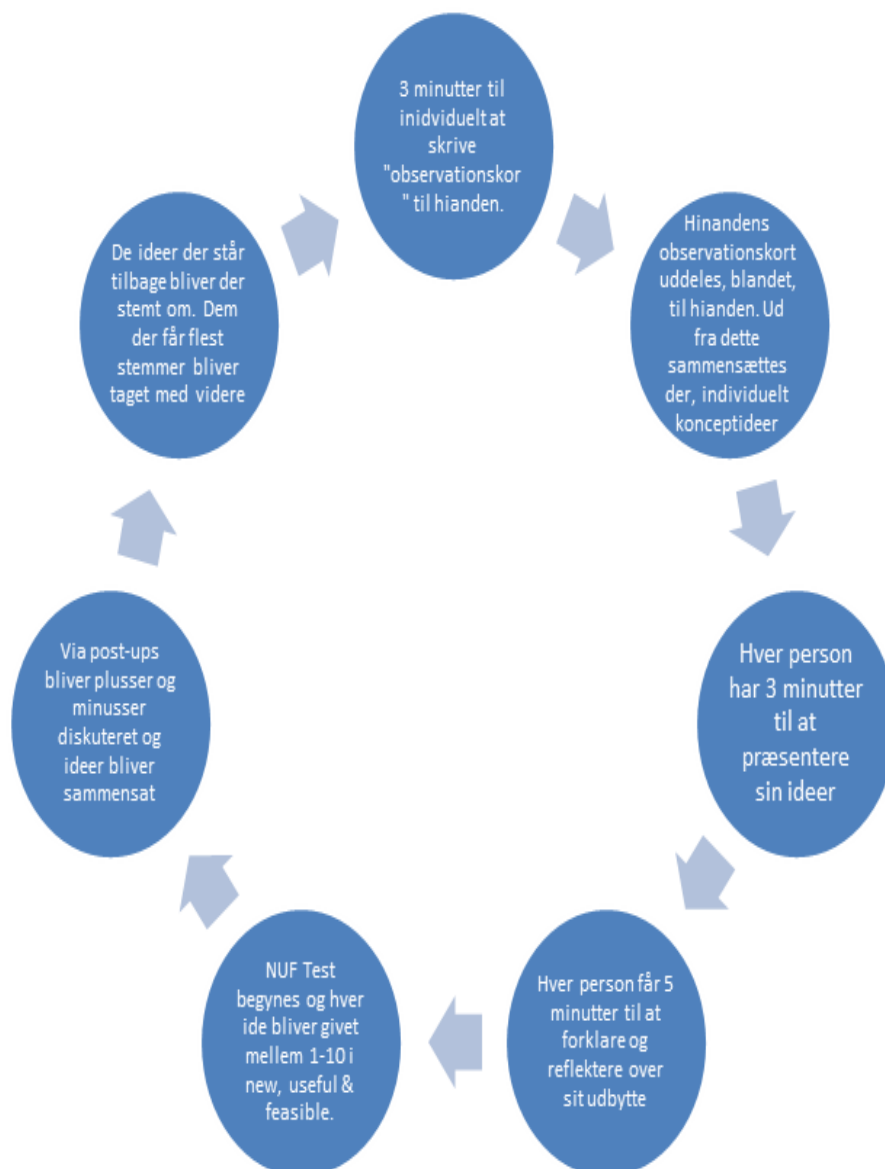 3 minutter til
inidviduelt at
skrive
"observationskor
" til hianden.
Hinandens
observationskort
uddeles, blandet,
til hianden. Ud
fra dette
sammensættes
der, individuelt
konceptideer
Hver person
har 3 minutter
til at
præsentere
sin ideer
Hver person får 5
minutter til at
forklare og
reflektere over
sit udbytte
NUF Test
begynes og hver
ide bliver givet
mellem 1-10 i
new, useful &
feasible.
Via post-ups
bliver plusser og
minusser
diskuteret og
ideer bliver
sammensat
De ideer der står
tilbage bliver der
stemt om. Dem
der får flest
stemmer bliver
taget med videre